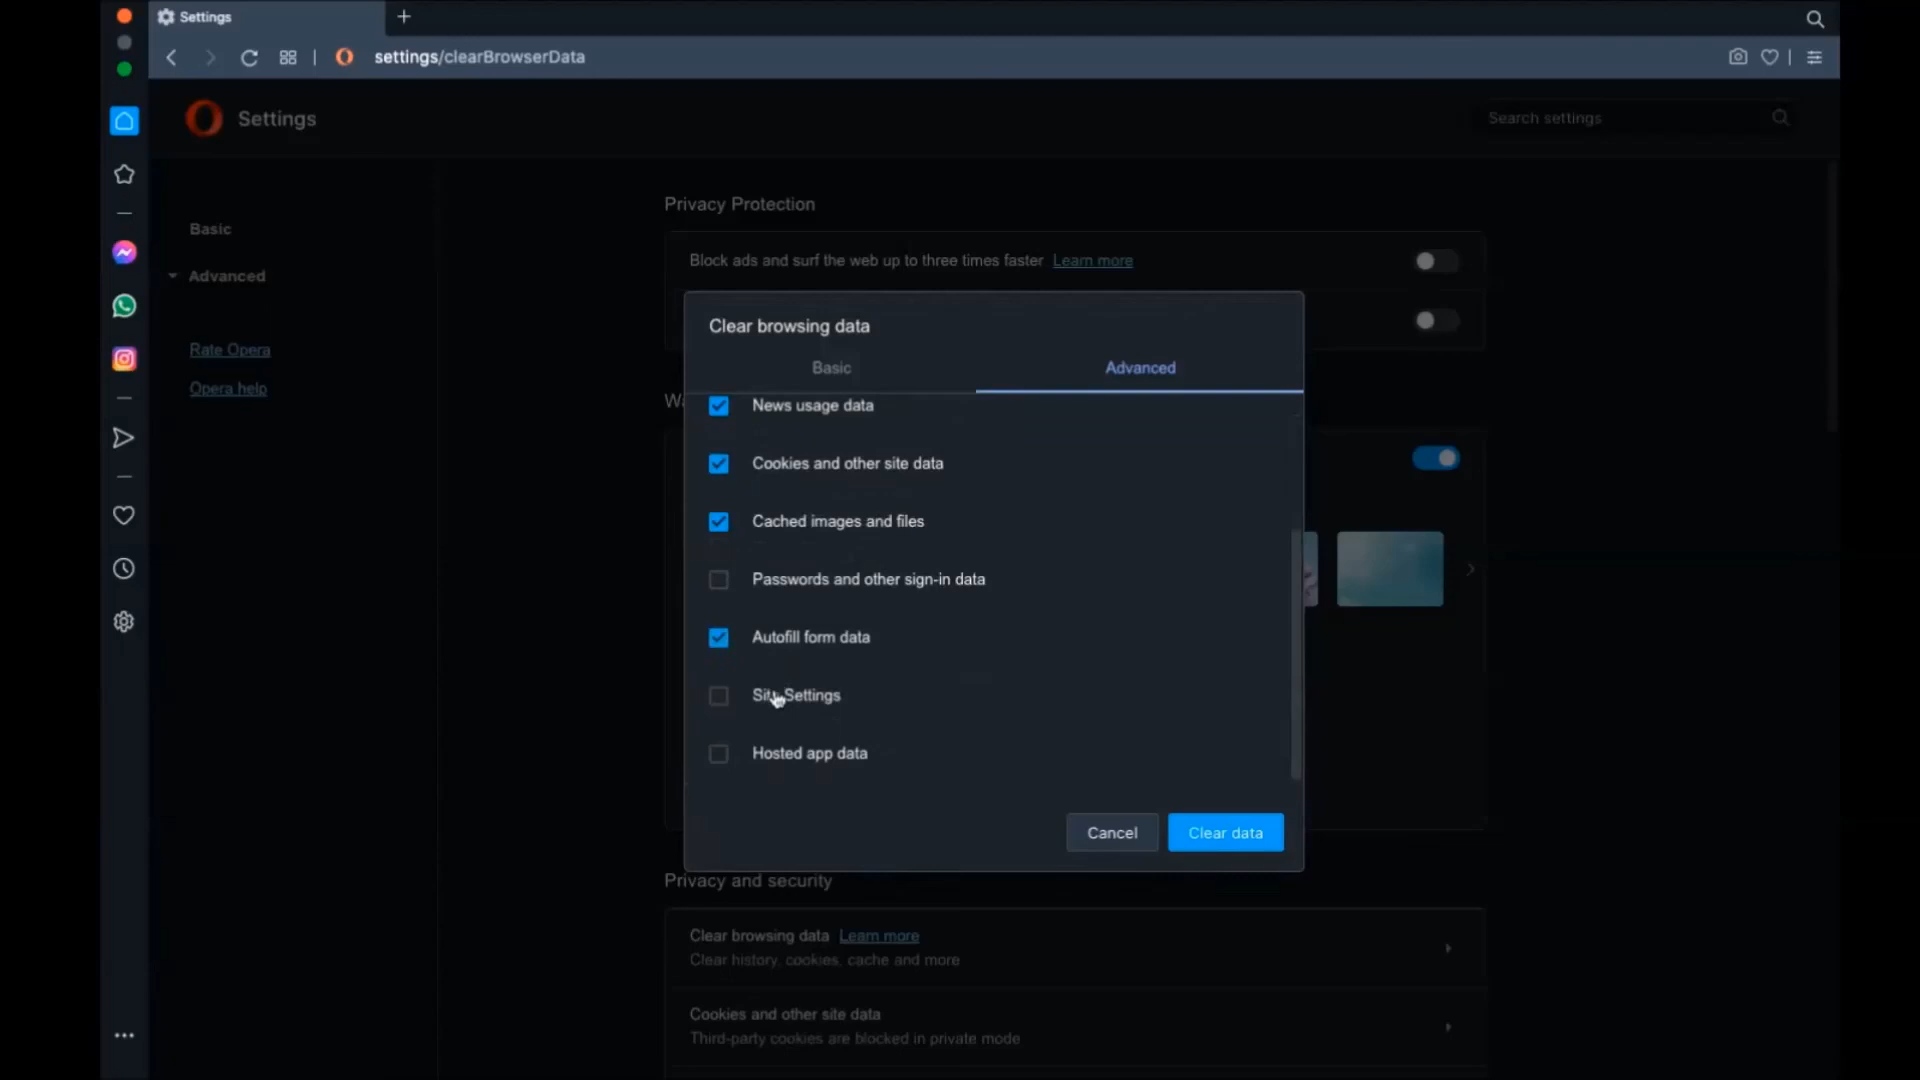 Settings
settings/clearBrowserData
Settings
Search settings
Basic
Advanced
Rate Opera
Opera help
Privacy Protection
Block ads and surf the web up to three times faster Learn more
Clear browsing data
Basic
Advanced
News usage data
Cookies and other site data
Cached images and files
Passwords and other sign-in data
Autofill form data
Site Settings
Hosted app data
Cancel
Clear data
Privacy and security
Clear browsing data Learn more
Clear history, cookies, cache and more
Cookies and other site data
Third-party cookies are blocked in private mode